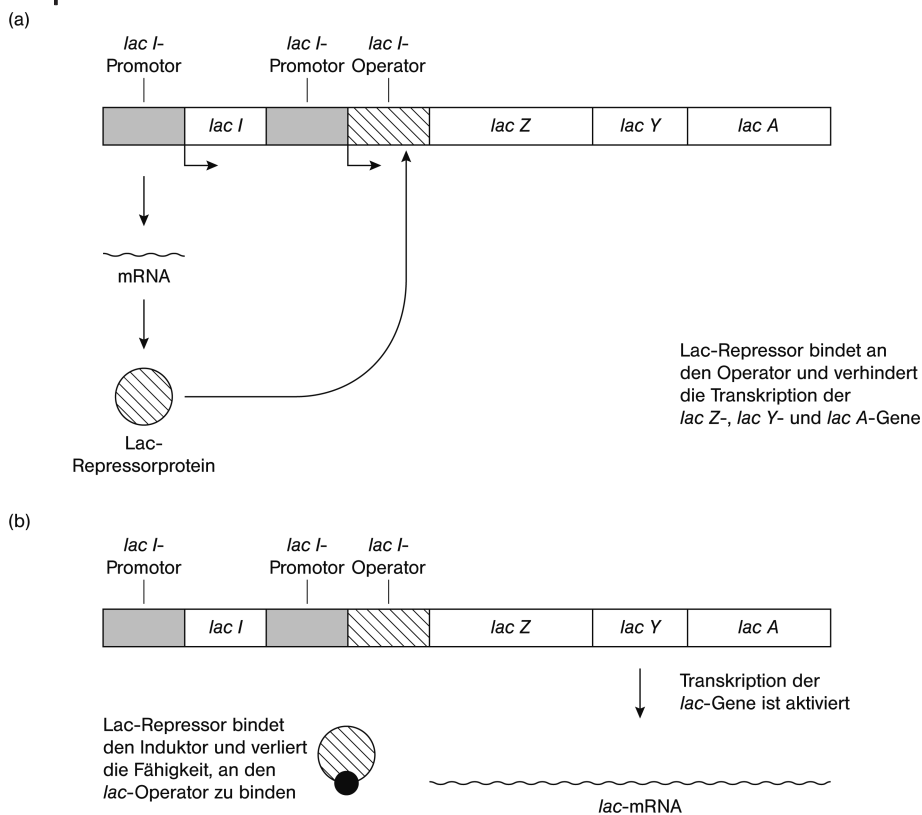 (a)
lac I-
Promotor
lac I-
Promotor
lac I-
Operator
lac I
lac Z
lac Y
lac A
mRNA
Lac-
Repressorprotein
Lac-Repressor bindet an
den Operator und verhindert
die Transkription der
lac Z-, lac Y- und lac A-Gene
(b)
lac I-
Promotor
lac I-
Promotor
lac I-
Operator
lac I
lac Z
lac Y
lac A
Transkription der
lac-Gene ist aktiviert
Lac-Repressor bindet
den Induktor und verliert
die Fähigkeit, an den
lac-Operator zu binden
lac-mRNA